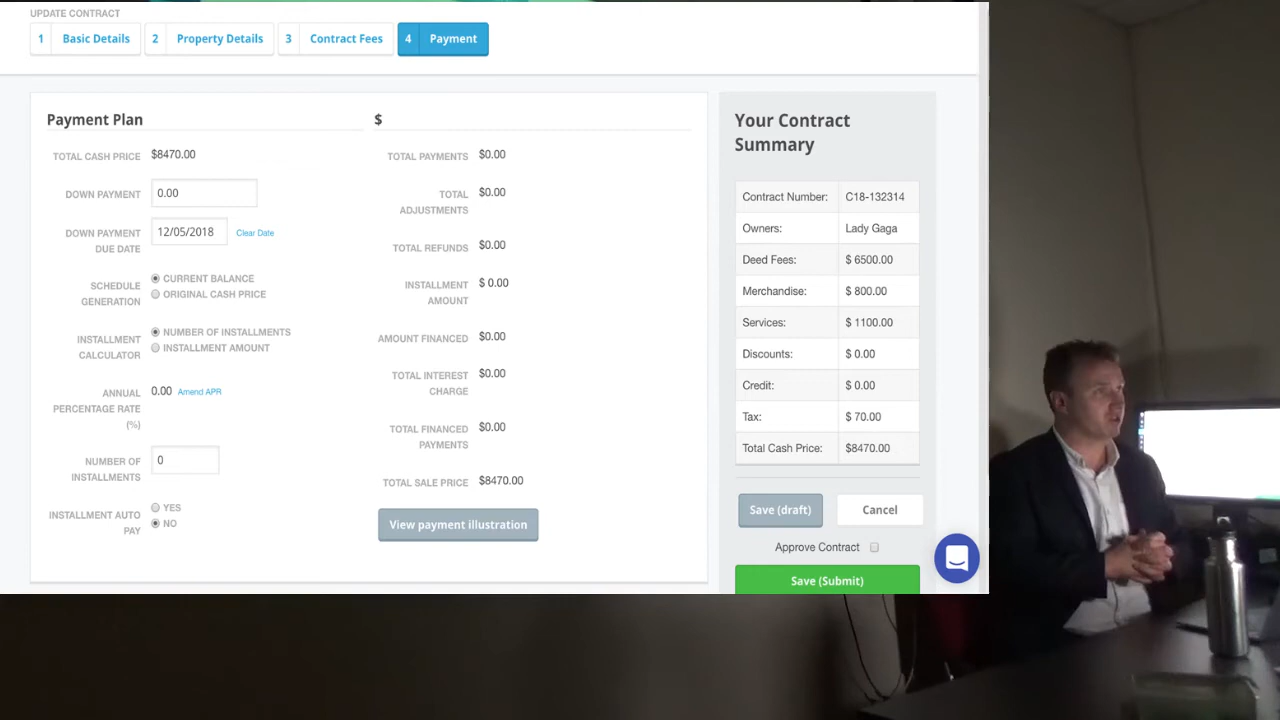 UPDATE CONTRACT
1 Basic Details 2 Property Details 3 Contract Fees 4 Payment
Payment Plan
TOTAL CASH PRICE $8470.00
DOWN PAYMENT 0.00
DOWN PAYMENT
DUE DATE
12/05/2018 Clear Date
SCHEDULE
GENERATION
CURRENT BALANCE
ORIGINAL CASH PRICE
INSTALLMENT
CALCULATOR
NUMBER OF INSTALLMENTS
INSTALLMENT AMOUNT
ANNUAL
PERCENTAGE RATE
(%)
0.00 Amend APR
NUMBER OF
INSTALLMENTS
0
INSTALLMENT AUTO
PAY
YES
NO
$
TOTAL PAYMENTS $0.00
TOTAL
ADJUSTMENTS
$0.00
TOTAL REFUNDS $0.00
INSTALLMENT
AMOUNT
$ 0.00
AMOUNT FINANCED $0.00
TOTAL INTEREST
CHARGE
$0.00
TOTAL FINANCED
PAYMENTS
$0.00
TOTAL SALE PRICE $8470.00
View payment illustration
Your Contract
Summary
Contract Number: C18-132314
Owners: Lady Gaga
Deed Fees: $ 6500.00
Merchandise: $ 800.00
Services: $ 1100.00
Discounts: $ 0.00
Credit: $ 0.00
Tax: $ 70.00
Total Cash Price: $8470.00
Save (draft) Cancel
Approve Contract
Save (Submit)